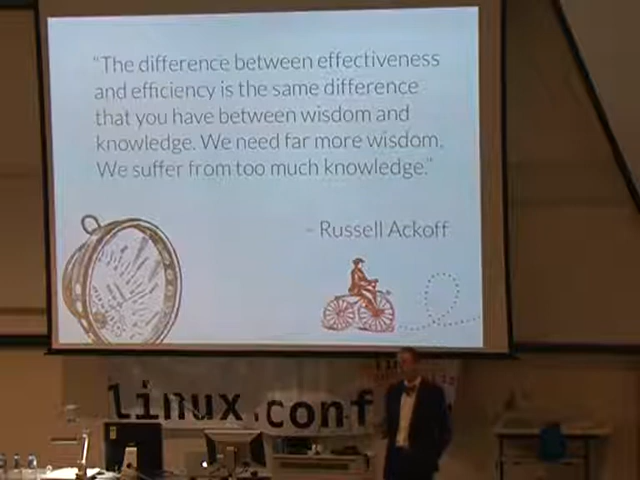 “The difference between effectiveness
and efficiency is the same difference
that you have between wisdom and
knowledge. We need far more wisdom.
We suffer from too much knowledge.”
- Russell Ackoff
linux.conf